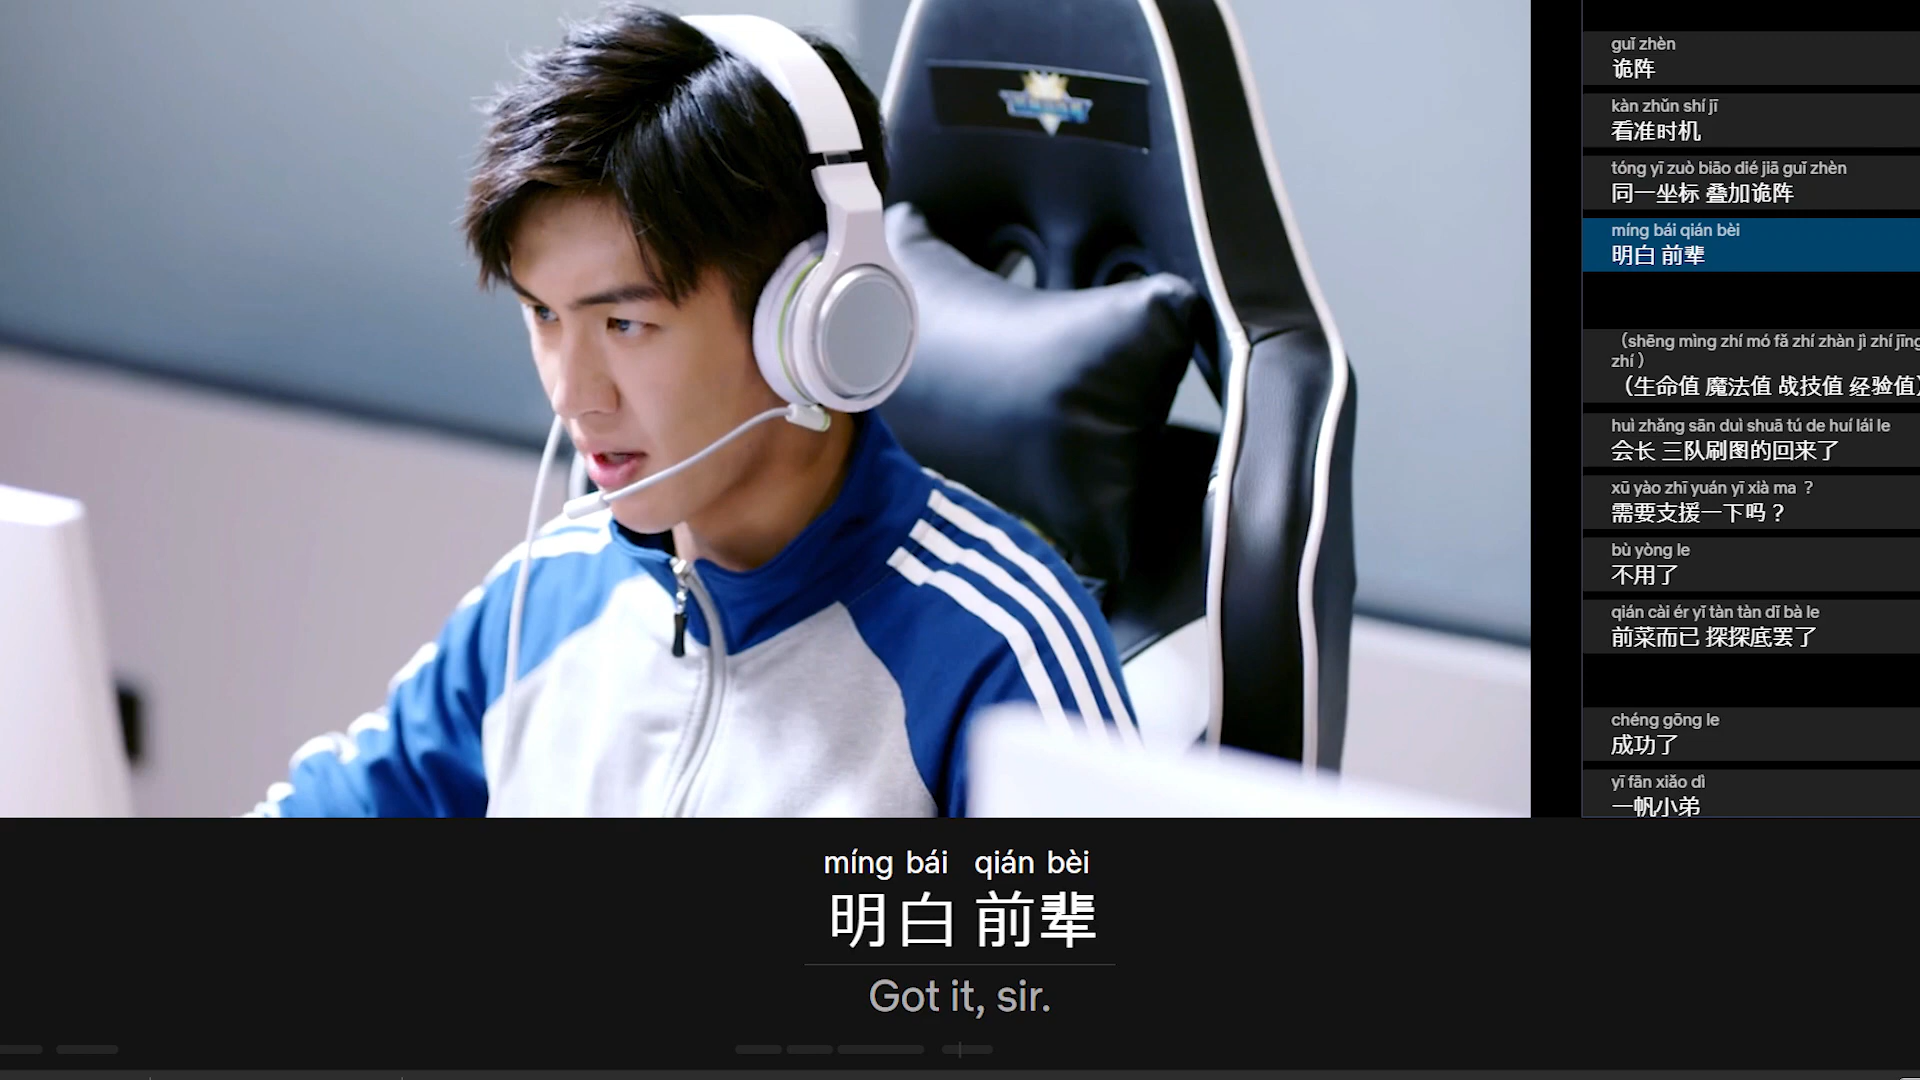 míng bái qián bèi
明白 前辈
Got it, sir.
guǐ zhèn
诡阵
kàn zhǔn shí jī
看准时机
tóng yī zuò biāo dié jiā guǐ zhèn
同一坐标 叠加诡阵
míng bái qián bèi
明白 前辈
（shēng mìng zhí mó fǎ zhí zhàn jì zhí jīng
zhí ）
（生命值 魔法值 战技值 经验值）
huì zhǎng sān duì shuā tú de huí lái le
会长 三队刷图的回来了
xū yào zhī yuán yī xià ma ？
需要支援一下吗？
bù yòng le
不用了
qián cài ér yǐ tàn tàn dǐ bà le
前菜而已 探探底罢了
chéng gōng le
成功了
yī fān xiǎo dì
一帆小弟